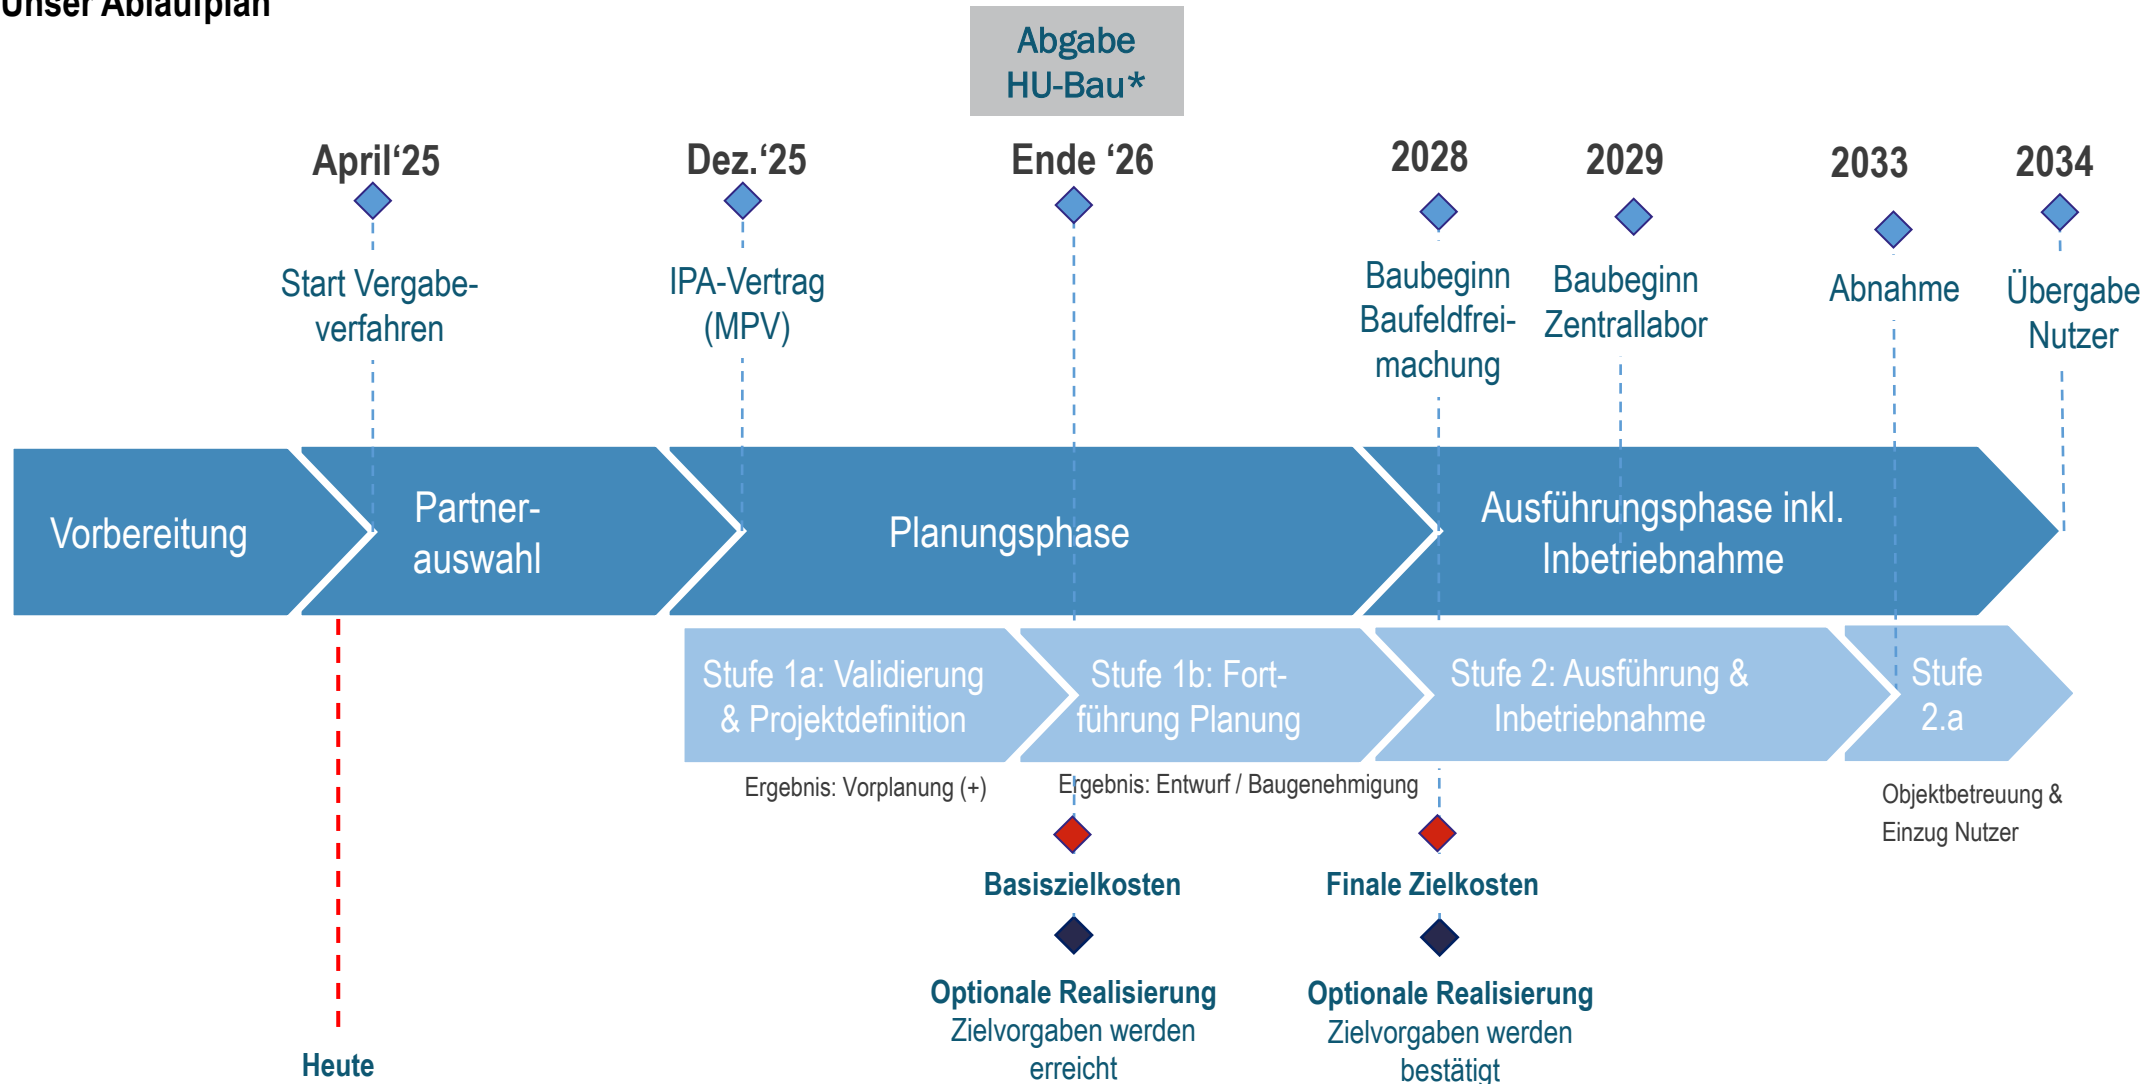 Unser Ablaufplan
Abgabe
HU-Bau*
April‘25
Dez.‘25
Ende ‘26
2028
2029
2033
2034
Start Vergabe-
verfahren
IPA-Vertrag
(MPV)
Baubeginn
Baufeldfrei-
machung
Baubeginn
Zentrallabor
Abnahme
Übergabe
Nutzer
Vorbereitung
Partner-
auswahl
Planungsphase
Ausführungsphase inkl.
Inbetriebnahme
Stufe 1a: Validierung
& Projektdefinition
Stufe 1b: Fort-
führung Planung
Stufe 2: Ausführung &
Inbetriebnahme
Stufe
2.a
Ergebnis: Vorplanung (+)
Ergebnis: Entwurf / Baugenehmigung
Objektbetreuung &
Einzug Nutzer
Basiszielkosten
Finale Zielkosten
Optionale Realisierung
Zielvorgaben werden
erreicht
Optionale Realisierung
Zielvorgaben werden
bestätigt
Heute